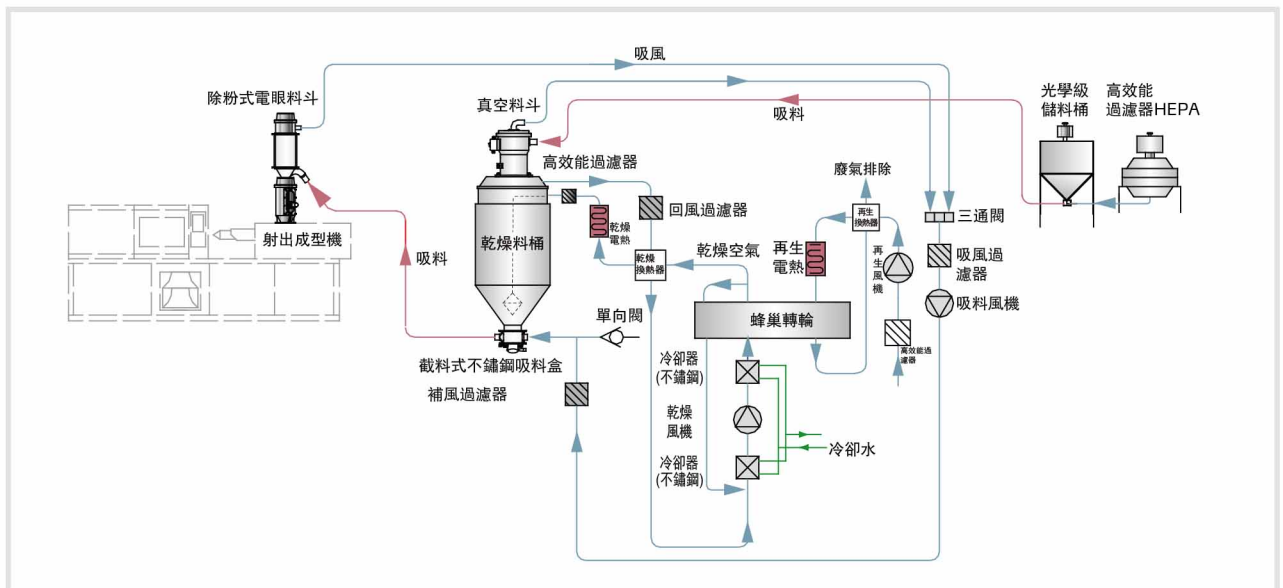 吸風
除粉式電眼料斗
真空料斗
吸料
光學級
儲料桶
高效能
過濾器HEPA
高效能過濾器
廢氣排除
回風過濾器
乾燥
電熱
再生
換熱器
三通閥
射出成型機
乾燥料桶
吸料
乾燥
換熱器
乾燥空氣
再生
電熱
再生風機
吸風過
濾器
吸料風機
單向閥
蜂巢轉輪
高效能過
濾器
截料式不鏽鋼吸料盒
補風過濾器
冷卻器
(不鏽鋼)
乾燥
風機
冷卻水
冷卻器
(不鏽鋼)